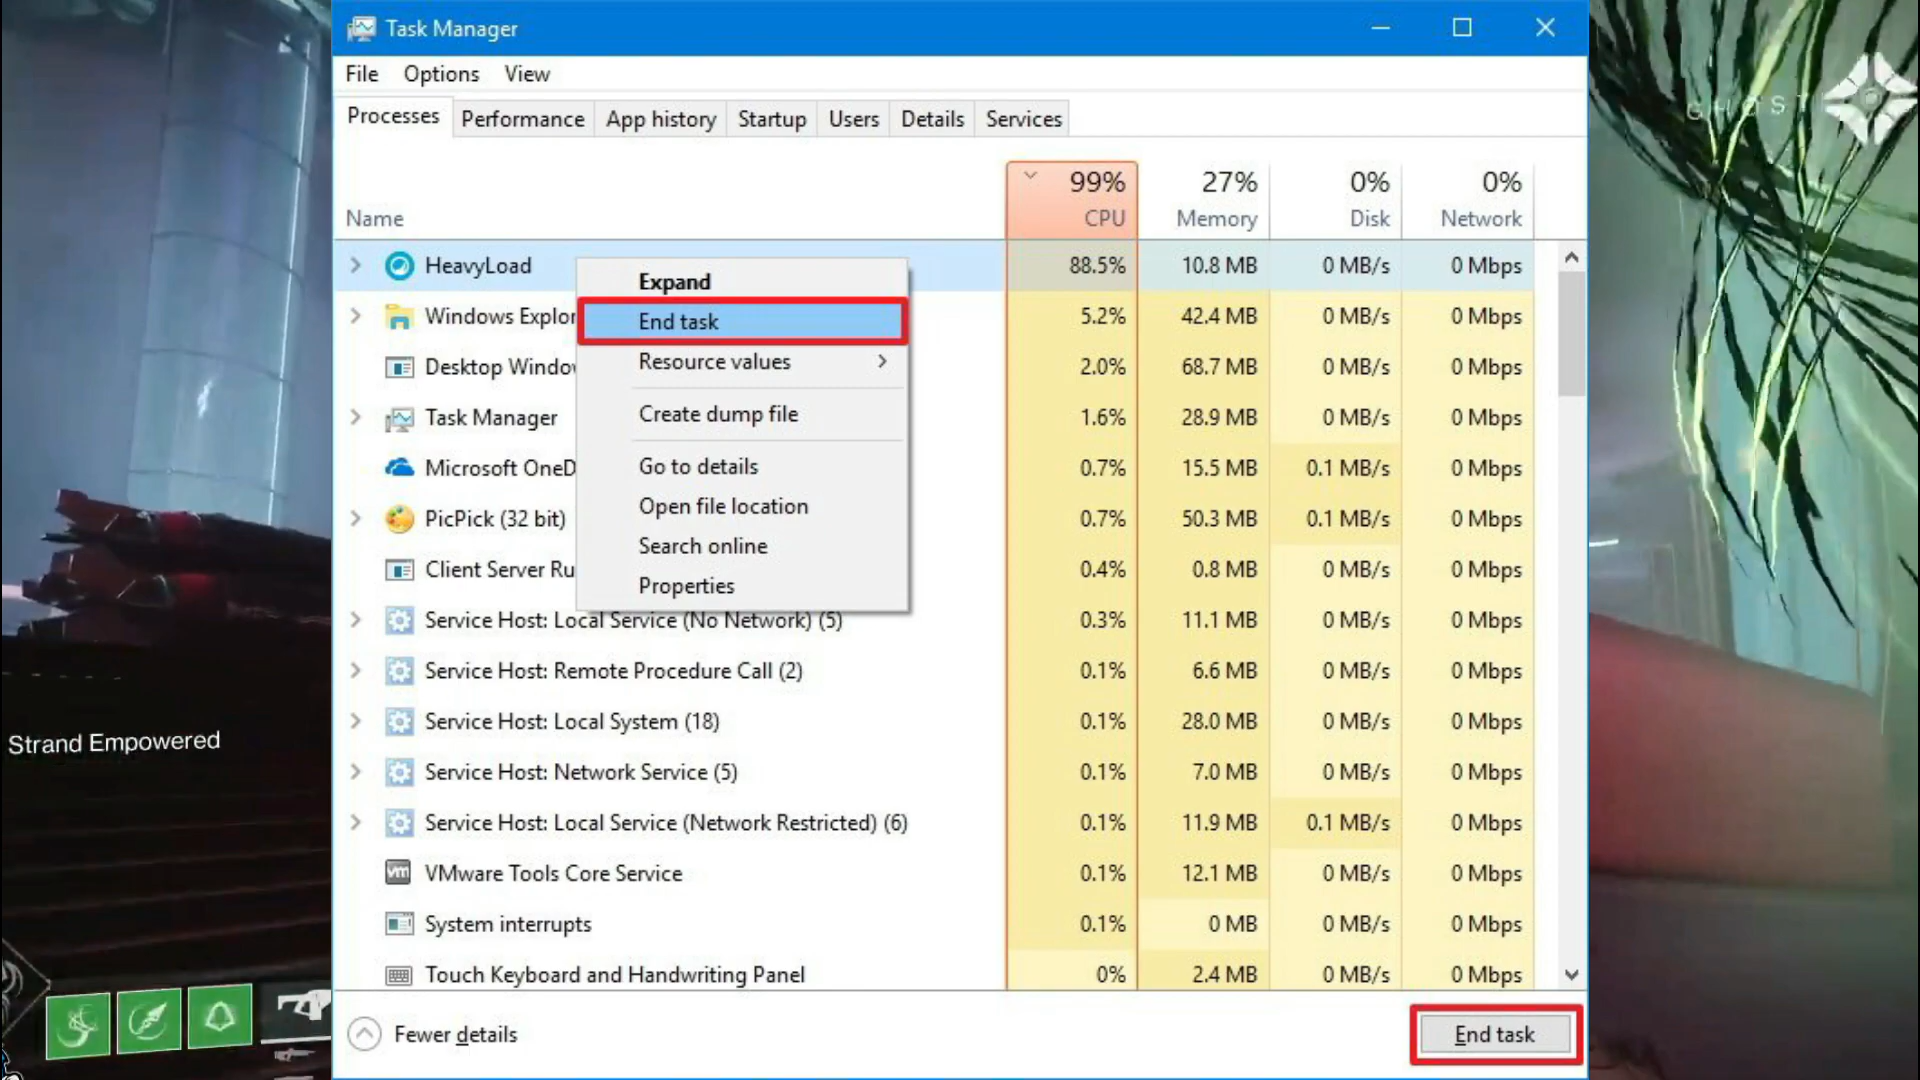 Task Manager
File Options View
Processes Performance App history Startup Users Details Services
99% 27% 0% 0%
Name CPU Memory Disk Network
HeavyLoad 88.5% 10.8 MB 0 MB/s 0 Mbps
Expand
Windows Explor 5.2% 42.4 MB 0 MB/s 0 Mbps
End task
Desktop Window 2.0% 68.7 MB 0 MB/s 0 Mbps
Resource values
Task Manager 1.6% 28.9 MB 0 MB/s 0 Mbps
Create dump file
Microsoft OneD 0.7% 15.5 MB 0.1 MB/s 0 Mbps
Go to details
PicPick (32 bit) 0.7% 50.3 MB 0.1 MB/s 0 Mbps
Open file location
Search online
Client Server Ru 0.4% 0.8 MB 0 MB/s 0 Mbps
Properties
Service Host: Local Service (No Network) (5) 0.3% 11.1 MB 0 MB/s 0 Mbps
Service Host: Remote Procedure Call (2) 0.1% 6.6 MB 0 MB/s 0 Mbps
Service Host: Local System (18) 0.1% 28.0 MB 0 MB/s 0 Mbps
Service Host: Network Service (5) 0.1% 7.0 MB 0 MB/s 0 Mbps
Service Host: Local Service (Network Restricted) (6) 0.1% 11.9 MB 0.1 MB/s 0 Mbps
VMware Tools Core Service 0.1% 12.1 MB 0 MB/s 0 Mbps
System interrupts 0.1% 0 MB 0 MB/s 0 Mbps
Touch Keyboard and Handwriting Panel 0% 2.4 MB 0 MB/s 0 Mbps
Fewer details
End task
Strand Empowered
GHOST